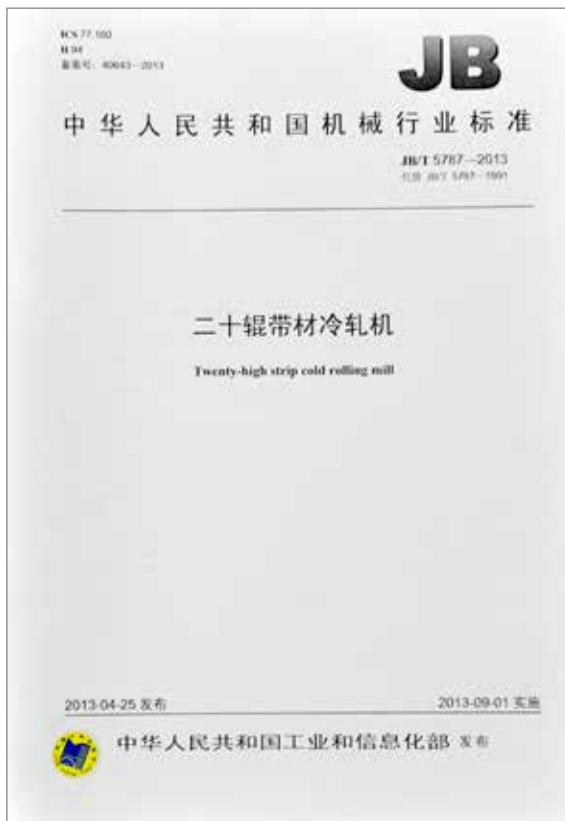 ICS 77.180
H 94
备案号：40643—2013
JB
中华人民共和国机械行业标准
JB/T 5787—2013
代替 JB/T 5787—1991
二十辊带材冷轧机
Twenty-high strip cold rolling mill
2013-04-25 发布
2013-09-01 实施
中华人民共和国工业和信息化部 发布